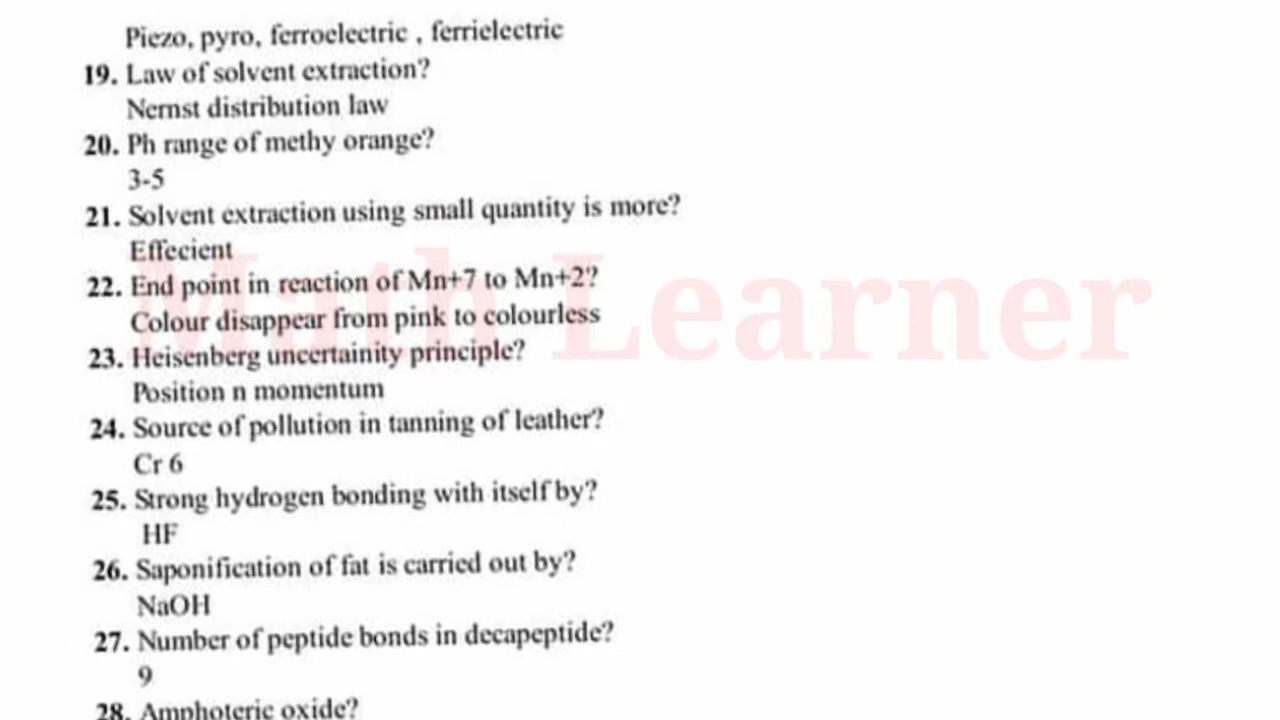 Piezo, pyro, ferroelectric , ferrielectric
19. Law of solvent extraction?
Nernst distribution law
20. Ph range of methy orange?
3-5
21. Solvent extraction using small quantity is more?
Effecient
22. End point in reaction of Mn+7 to Mn+2?
Colour disappear from pink to colourless
23. Heisenberg uncertainity principle?
Position n momentum
24. Source of pollution in tanning of leather?
Cr 6
25. Strong hydrogen bonding with itself by?
HF
26. Saponification of fat is carried out by?
NaOH
27. Number of peptide bonds in decapeptide?
9
28. Amphoteric oxide?
Math Learner